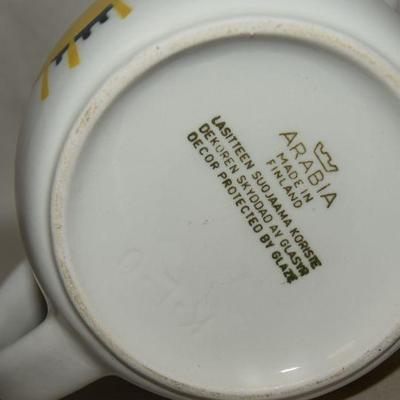 ARABIA
MADE IN
FINLAND
LASITTEEN SUOJAAMA KORISTE
DEKOREN SKYDDAD AV GLASYR
DECOR PROTECTED BY GLAZE